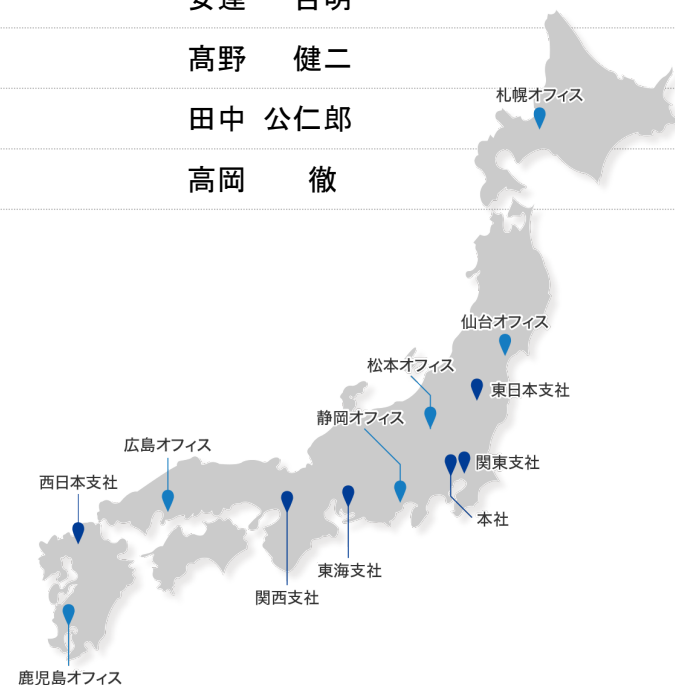 髙野 健二
田中 公仁郎
高岡 徹
札幌オフィス
仙台オフィス
松本オフィス
東日本支社
静岡オフィス
広島オフィス
関東支社
西日本支社
本社
東海支社
関西支社
鹿児島オフィス